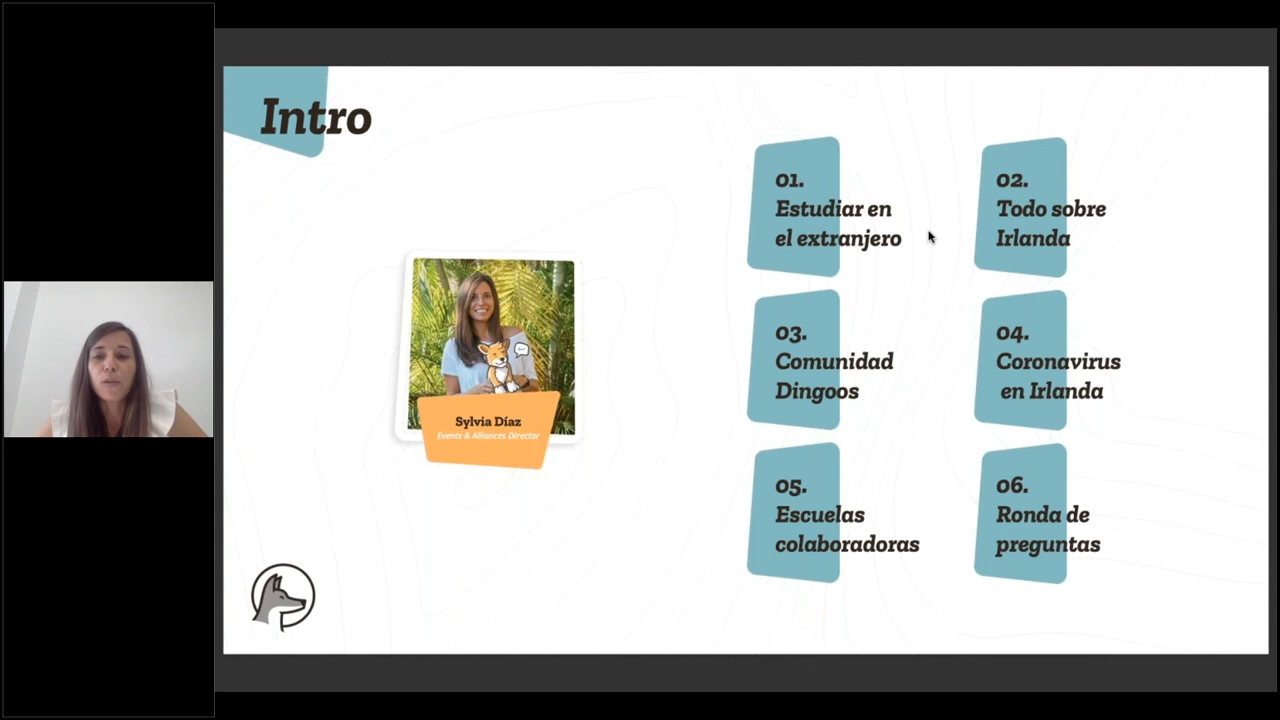 Intro
01.
Estudiar en
el extranjero
02.
Todo sobre
Irlanda
03.
Comunidad
Dingoos
04.
Coronavirus
en Irlanda
05.
Escuelas
colaboradoras
06.
Ronda de
preguntas
Sylvia Díaz
Events & Alliances Director